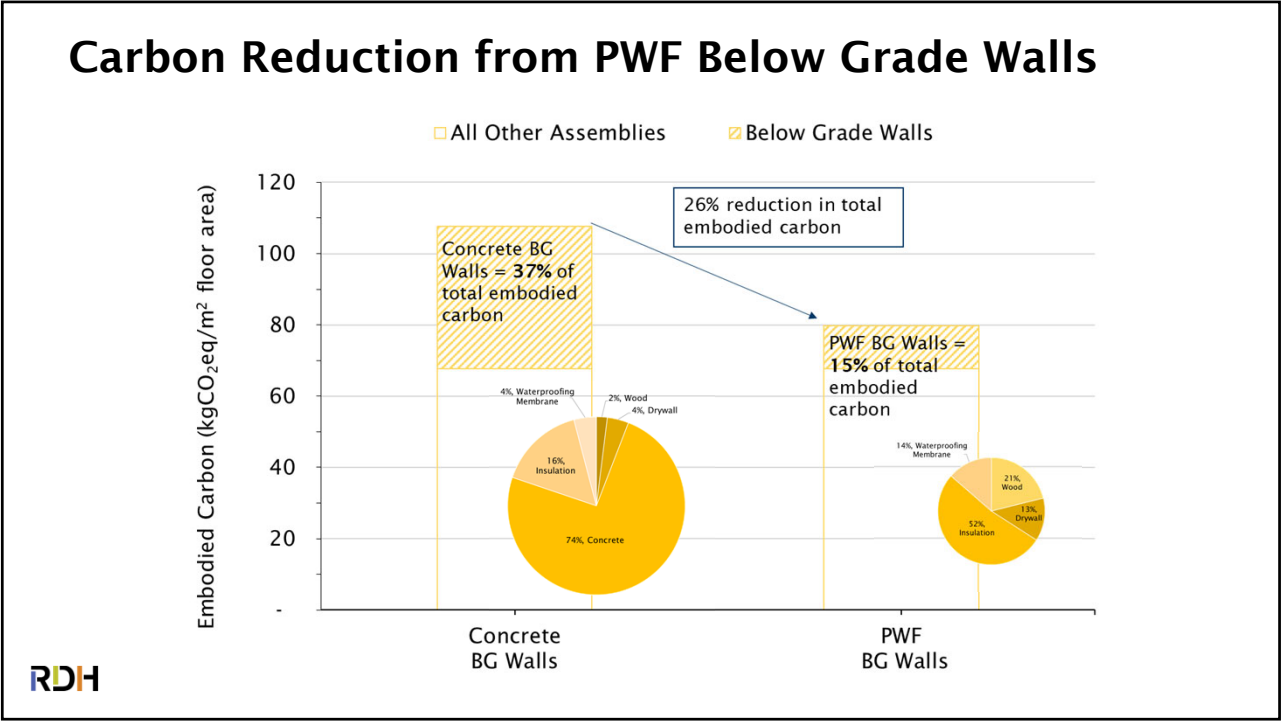 Carbon Reduction from PWF Below Grade Walls
All Other Assemblies
Below Grade Walls
Embodied Carbon (kgCO₂eq/m² floor area)
120
100
80
60
40
20
-
26% reduction in total
embodied carbon
Concrete BG
Walls = 37% of
total embodied
carbon
PWF BG Walls =
15% of total
embodied
carbon
4%, Waterproofing
Membrane
2%, Wood
4%, Drywall
16%,
Insulation
74%, Concrete
14%, Waterproofing
Membrane
21%,
Wood
13%,
Drywall
52%,
Insulation
Concrete
BG Walls
PWF
BG Walls
RDH